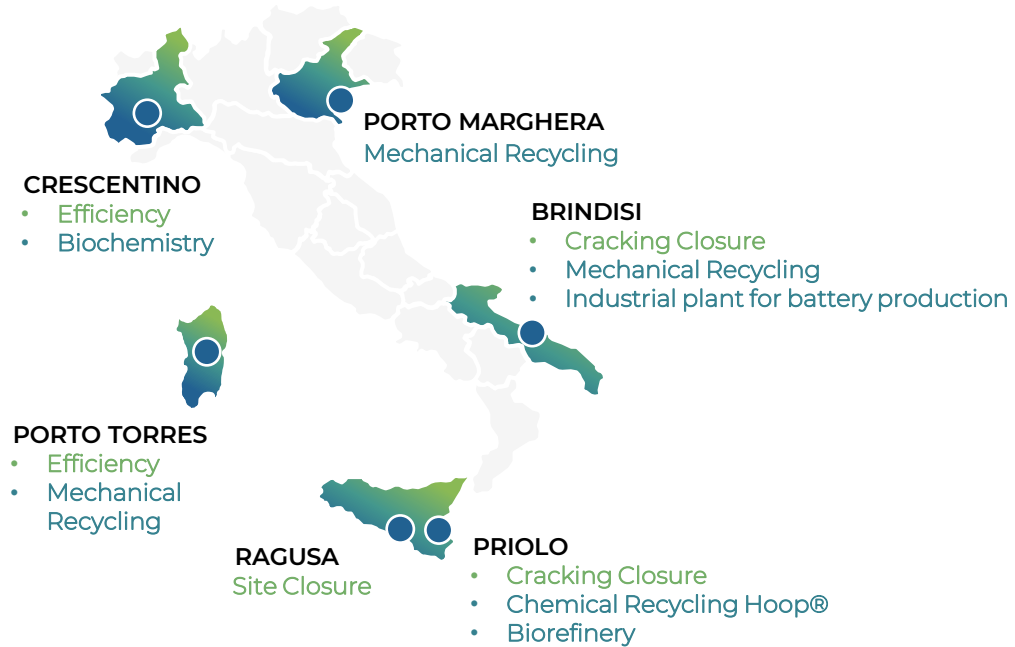 PORTO MARGHERA
Mechanical Recycling
CRESCENTINO
• Efficiency
• Biochemistry
BRINDISI
• Cracking Closure
• Mechanical Recycling
• Industrial plant for battery production
PORTO TORRES
• Efficiency
• Mechanical
Recycling
RAGUSA
Site Closure
PRIOLO
• Cracking Closure
• Chemical Recycling Hoop®
• Biorefinery